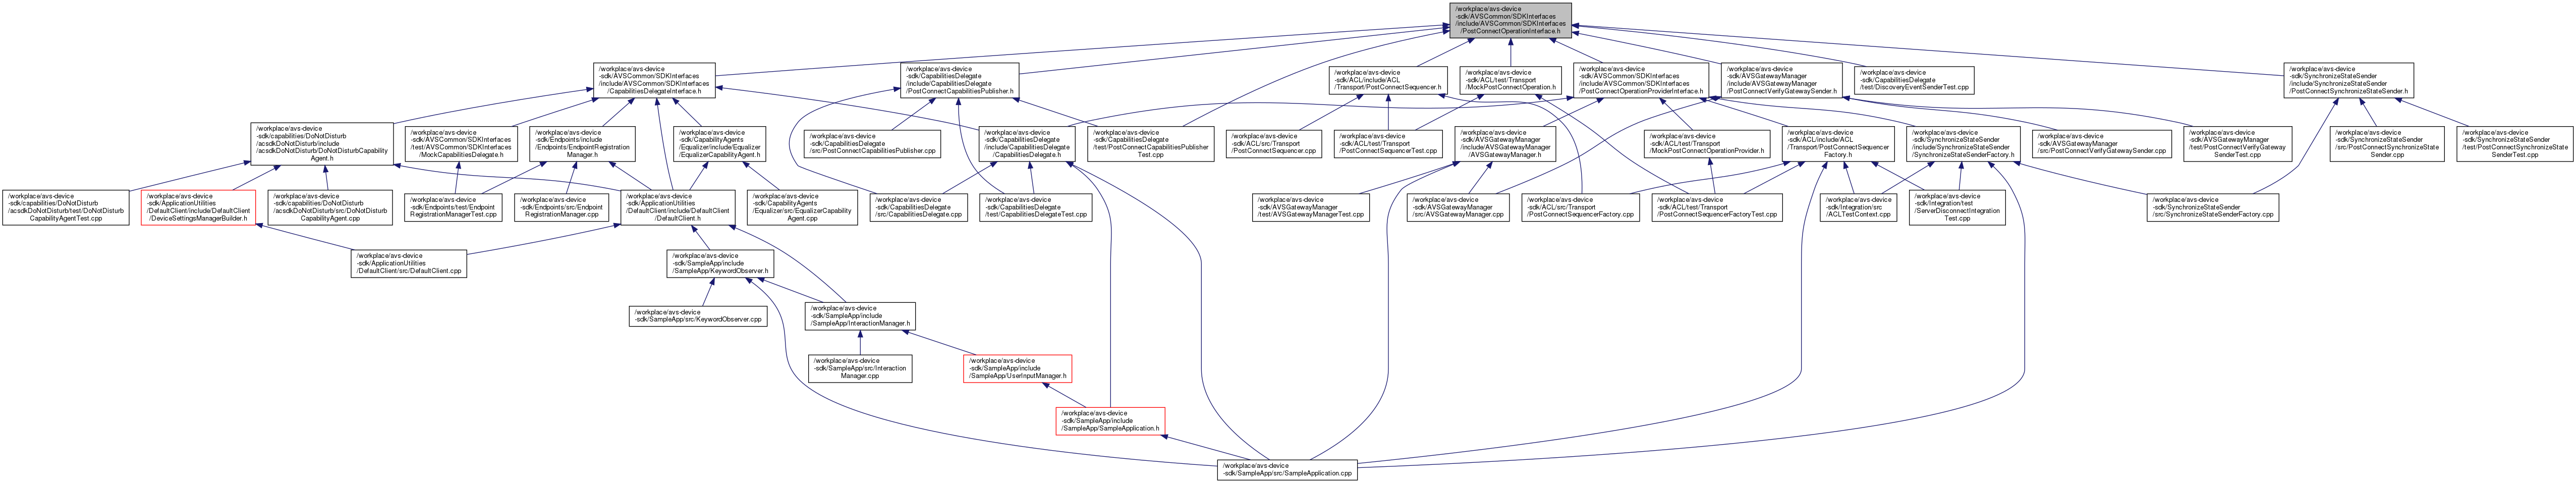 /workplace/avs-device
-sdk/AVSCommon/SDKInterfaces
/include/AVSCommon/SDKInterfaces
/PostConnectOperationInterface.h
/workplace/avs-device
-sdk/AVSCommon/SDKInterfaces
/include/AVSCommon/SDKInterfaces
/CapabilitiesDelegateInterface.h
/workplace/avs-device
-sdk/CapabilitiesDelegate
/include/CapabilitiesDelegate
/PostConnectCapabilitiesPublisher.h
/workplace/avs-device
-sdk/ACL/include/ACL
/Transport/PostConnectSequencer.h
/workplace/avs-device
-sdk/ACL/test/Transport
/MockPostConnectOperation.h
/workplace/avs-device
-sdk/AVSCommon/SDKInterfaces
/include/AVSCommon/SDKInterfaces
/PostConnectOperationProviderInterface.h
/workplace/avs-device
-sdk/AVSGatewayManager
/include/AVSGatewayManager
/PostConnectVerifyGatewaySender.h
/workplace/avs-device
-sdk/CapabilitiesDelegate
/test/DiscoveryEventSenderTest.cpp
/workplace/avs-device
-sdk/SynchronizeStateSender
/include/SynchronizeStateSender
/PostConnectSynchronizeStateSender.h
/workplace/avs-device
-sdk/capabilities/DoNotDisturb
/acsdkDoNotDisturb/include
/acsdkDoNotDisturb/DoNotDisturbCapability
Agent.h
/workplace/avs-device
-sdk/AVSCommon/SDKInterfaces
/test/AVSCommon/SDKInterfaces
/MockCapabilitiesDelegate.h
/workplace/avs-device
-sdk/Endpoints/include
/Endpoints/EndpointRegistration
Manager.h
/workplace/avs-device
-sdk/CapabilityAgents
/Equalizer/include/Equalizer
/EqualizerCapabilityAgent.h
/workplace/avs-device
-sdk/CapabilitiesDelegate
/src/PostConnectCapabilitiesPublisher.cpp
/workplace/avs-device
-sdk/CapabilitiesDelegate
/include/CapabilitiesDelegate
/CapabilitiesDelegate.h
/workplace/avs-device
-sdk/CapabilitiesDelegate
/test/PostConnectCapabilitiesPublisher
Test.cpp
/workplace/avs-device
-sdk/ACL/src/Transport
/PostConnectSequencer.cpp
/workplace/avs-device
-sdk/ACL/test/Transport
/PostConnectSequencerTest.cpp
/workplace/avs-device
-sdk/AVSGatewayManager
/include/AVSGatewayManager
/AVSGatewayManager.h
/workplace/avs-device
-sdk/ACL/test/Transport
/MockPostConnectOperationProvider.h
/workplace/avs-device
-sdk/ACL/include/ACL
/Transport/PostConnectSequencer
Factory.h
/workplace/avs-device
-sdk/SynchronizeStateSender
/include/SynchronizeStateSender
/SynchronizeStateSenderFactory.h
/workplace/avs-device
-sdk/AVSGatewayManager
/src/PostConnectVerifyGatewaySender.cpp
/workplace/avs-device
-sdk/AVSGatewayManager
/test/PostConnectVerifyGateway
SenderTest.cpp
/workplace/avs-device
-sdk/SynchronizeStateSender
/src/PostConnectSynchronizeState
Sender.cpp
/workplace/avs-device
-sdk/SynchronizeStateSender
/test/PostConnectSynchronizeState
SenderTest.cpp
/workplace/avs-device
-sdk/capabilities/DoNotDisturb
/acsdkDoNotDisturb/test/DoNotDisturb
CapabilityAgentTest.cpp
/workplace/avs-device
-sdk/ApplicationUtilities
/DefaultClient/include/DefaultClient
/DeviceSettingsManagerBuilder.h
/workplace/avs-device
-sdk/capabilities/DoNotDisturb
/acsdkDoNotDisturb/src/DoNotDisturb
CapabilityAgent.cpp
/workplace/avs-device
-sdk/Endpoints/test/Endpoint
RegistrationManagerTest.cpp
/workplace/avs-device
-sdk/Endpoints/src/Endpoint
RegistrationManager.cpp
/workplace/avs-device
-sdk/ApplicationUtilities
/DefaultClient/include/DefaultClient
/DefaultClient.h
/workplace/avs-device
-sdk/CapabilityAgents
/Equalizer/src/EqualizerCapability
Agent.cpp
/workplace/avs-device
-sdk/CapabilitiesDelegate
/src/CapabilitiesDelegate.cpp
/workplace/avs-device
-sdk/CapabilitiesDelegate
/test/CapabilitiesDelegateTest.cpp
/workplace/avs-device
-sdk/AVSGatewayManager
/test/AVSGatewayManagerTest.cpp
/workplace/avs-device
-sdk/AVSGatewayManager
/src/AVSGatewayManager.cpp
/workplace/avs-device
-sdk/ACL/src/Transport
/PostConnectSequencerFactory.cpp
/workplace/avs-device
-sdk/ACL/test/Transport
/PostConnectSequencerFactoryTest.cpp
/workplace/avs-device
-sdk/Integration/src
/ACLTestContext.cpp
/workplace/avs-device
-sdk/Integration/test
/ServerDisconnectIntegration
Test.cpp
/workplace/avs-device
-sdk/SynchronizeStateSender
/src/SynchronizeStateSenderFactory.cpp
/workplace/avs-device
-sdk/ApplicationUtilities
/DefaultClient/src/DefaultClient.cpp
/workplace/avs-device
-sdk/SampleApp/include
/SampleApp/KeywordObserver.h
/workplace/avs-device
-sdk/SampleApp/src/KeywordObserver.cpp
/workplace/avs-device
-sdk/SampleApp/include
/SampleApp/InteractionManager.h
/workplace/avs-device
-sdk/SampleApp/src/Interaction
Manager.cpp
/workplace/avs-device
-sdk/SampleApp/include
/SampleApp/UserInputManager.h
/workplace/avs-device
-sdk/SampleApp/include
/SampleApp/SampleApplication.h
/workplace/avs-device
-sdk/SampleApp/src/SampleApplication.cpp